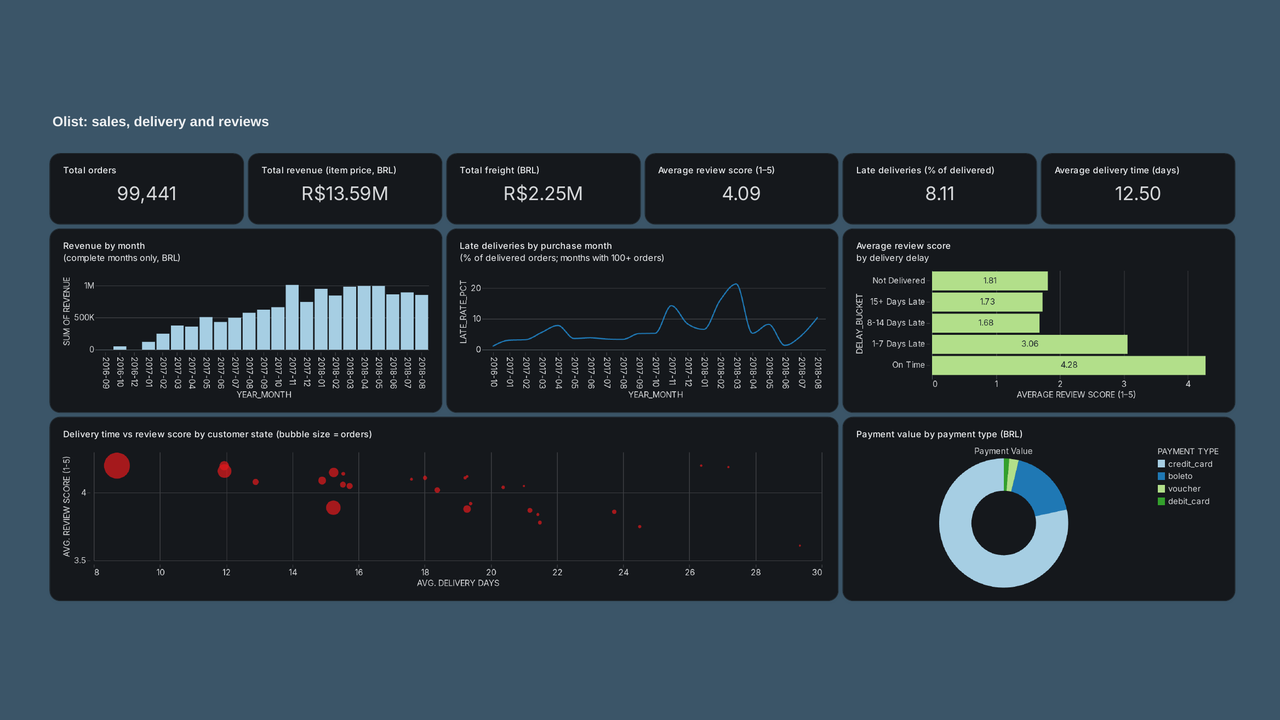 Olist: sales, delivery and reviews
Total orders
99,441
Total revenue (item price, BRL)
R$13.59M
Total freight (BRL)
R$2.25M
Average review score (1–5)
4.09
Late deliveries (% of delivered)
8.11
Average delivery time (days)
12.50
Revenue by month
(complete months only, BRL)
SUM OF REVENUE
1M
500K
0
2016-09
2016-10
2017-01
2017-02
2017-03
2017-04
2017-05
2017-06
2017-07
2017-08
2017-09
2017-10
2017-11
2017-12
2018-01
2018-02
2018-03
2018-04
2018-05
2018-06
2018-07
2018-08
YEAR_MONTH
Late deliveries by purchase month
(% of delivered orders; months with 100+ orders)
LATE_RATE_PCT
20
10
0
2016-10
2017-01
2017-02
2017-03
2017-04
2017-05
2017-06
2017-07
2017-08
2017-09
2017-10
2017-11
2017-12
2018-01
2018-02
2018-03
2018-04
2018-05
2018-06
2018-07
2018-08
YEAR_MONTH
Average review score
by delivery delay
DELAY_BUCKET
Not Delivered
1.81
15+ Days Late
1.73
8-14 Days Late
1.68
1-7 Days Late
3.06
On Time
4.28
0
1
2
3
4
AVERAGE REVIEW SCORE (1–5)
Delivery time vs review score by customer state (bubble size = orders)
AVG. REVIEW SCORE (1-5)
4
3.5
8
10
12
14
16
18
20
22
24
26
28
30
AVG. DELIVERY DAYS
Payment value by payment type (BRL)
Payment Value
PAYMENT TYPE
credit_card
boleto
voucher
debit_card